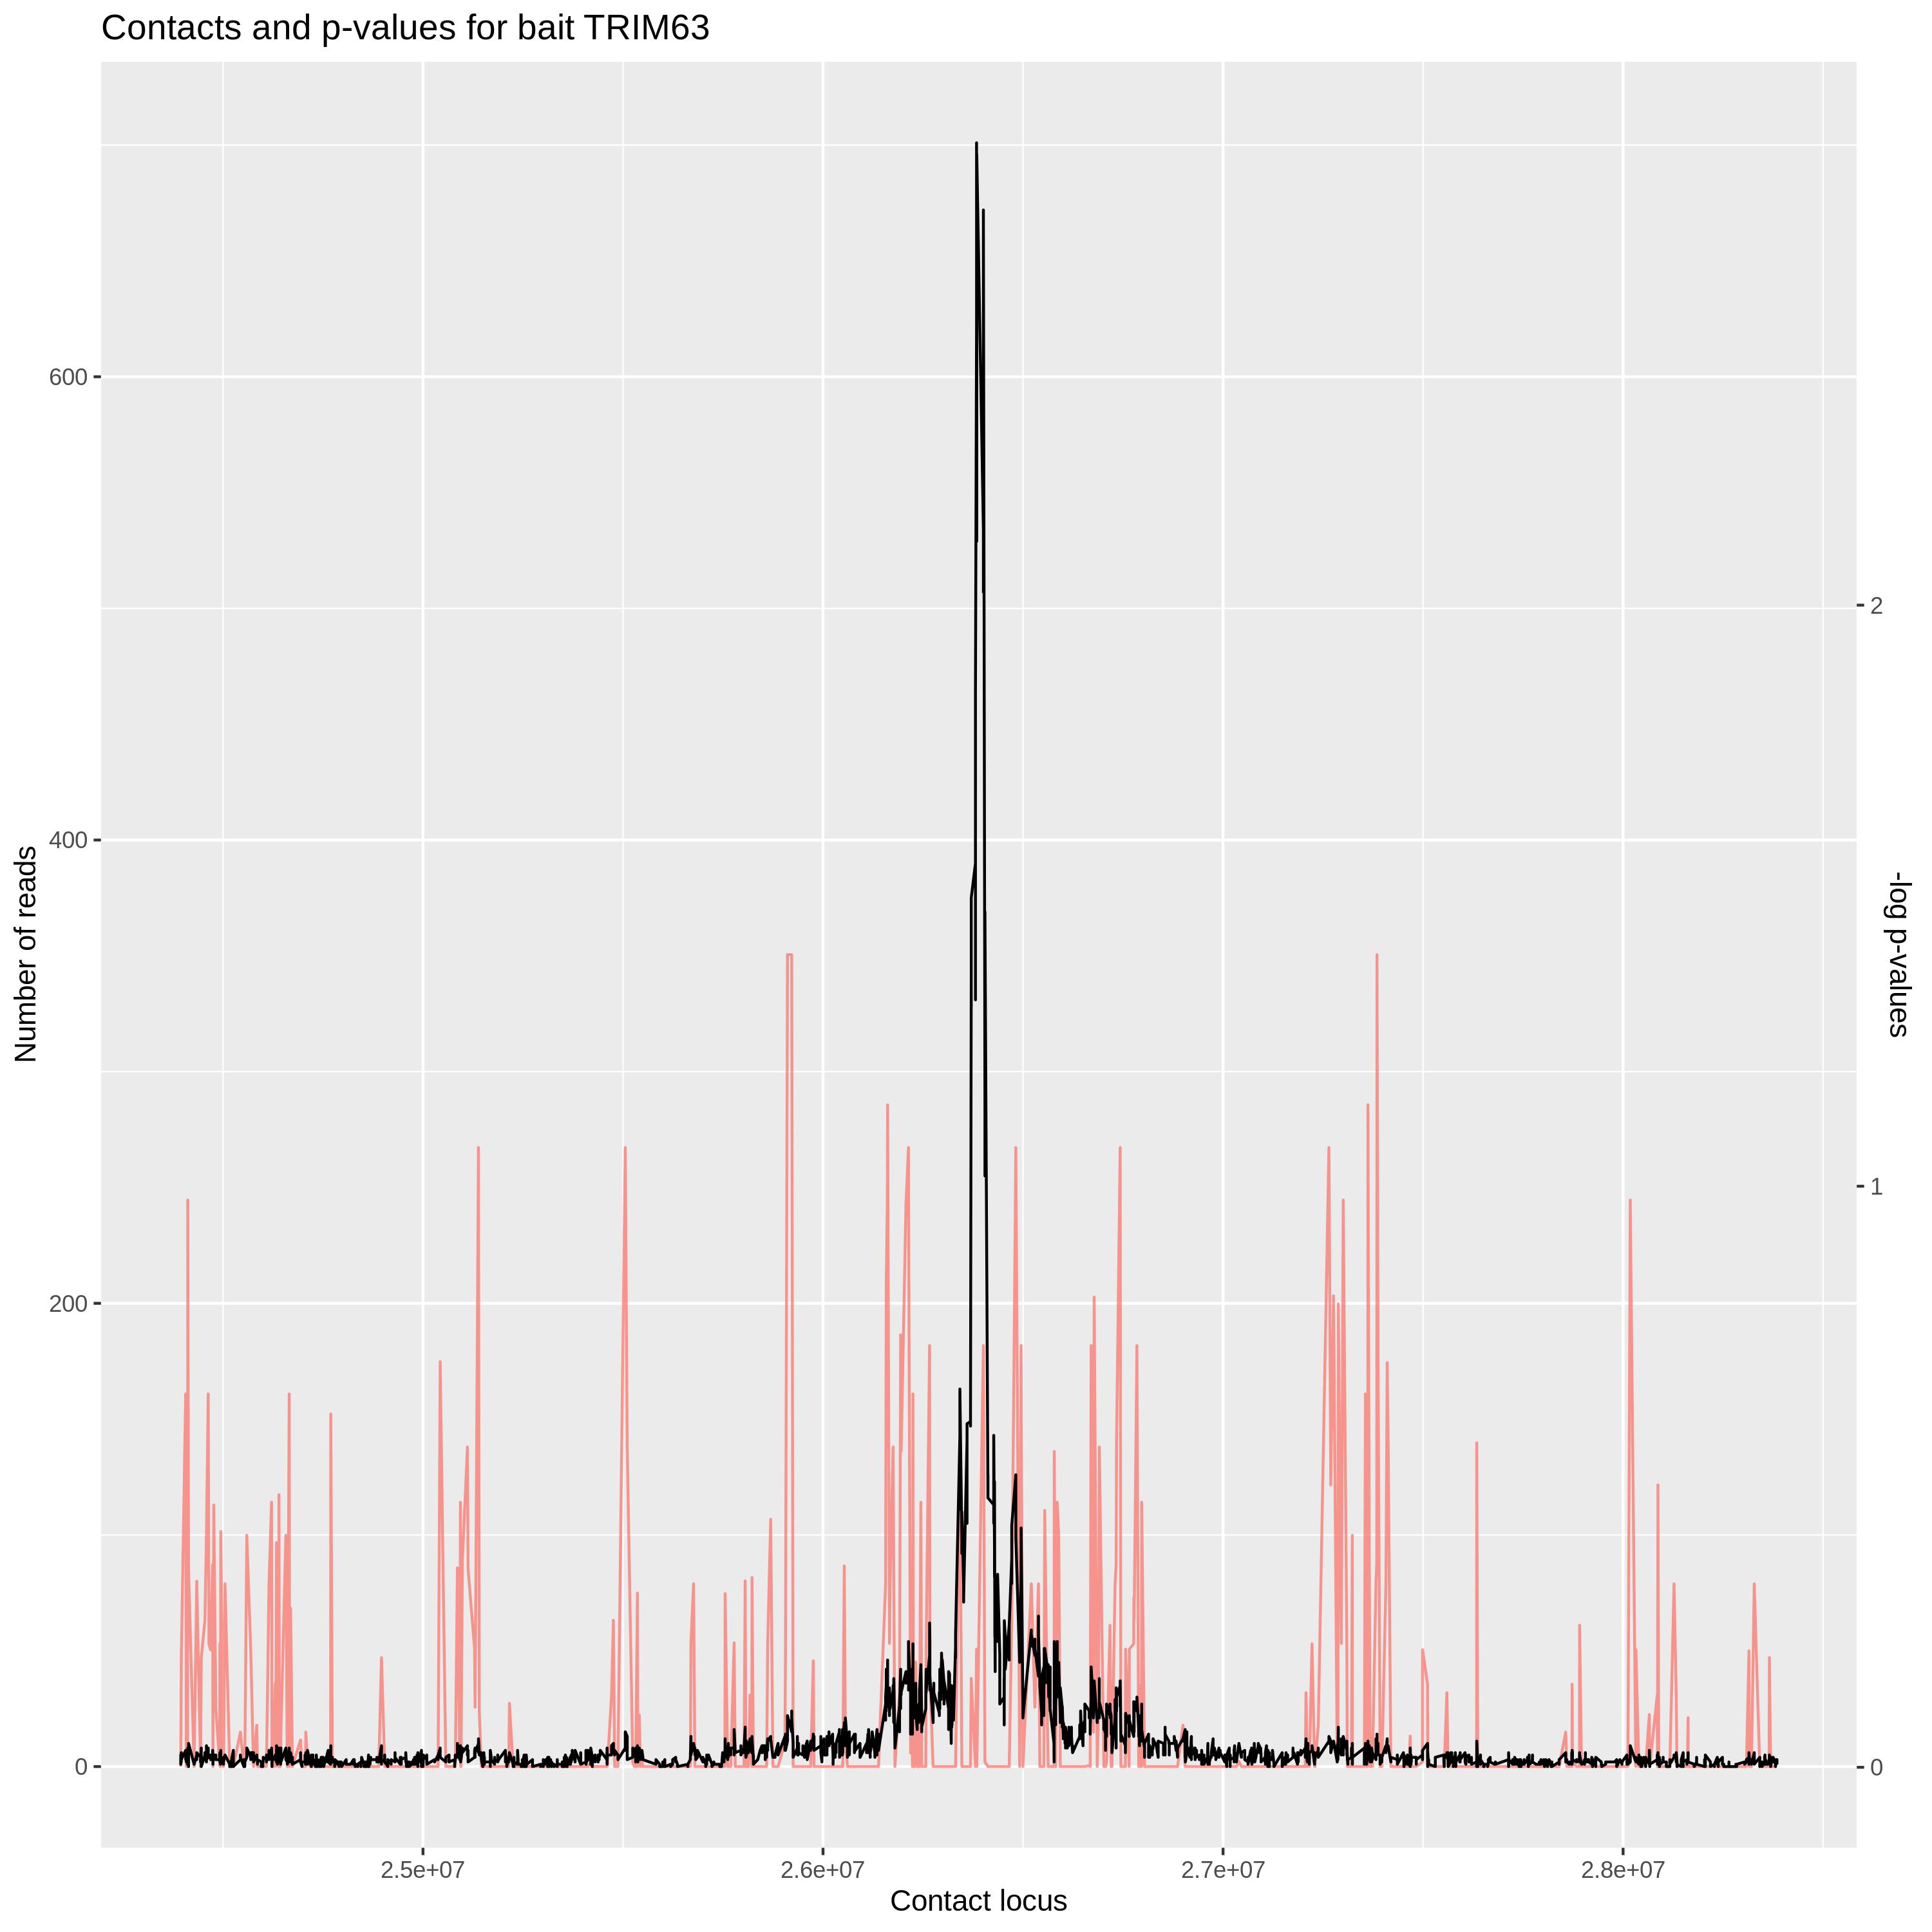 Contacts and p-values for bait TRIM63
600
400
200
0
Number of reads
2
1
0
-log p-values
2.5e+07 2.6e+07 2.7e+07 2.8e+07
Contact locus